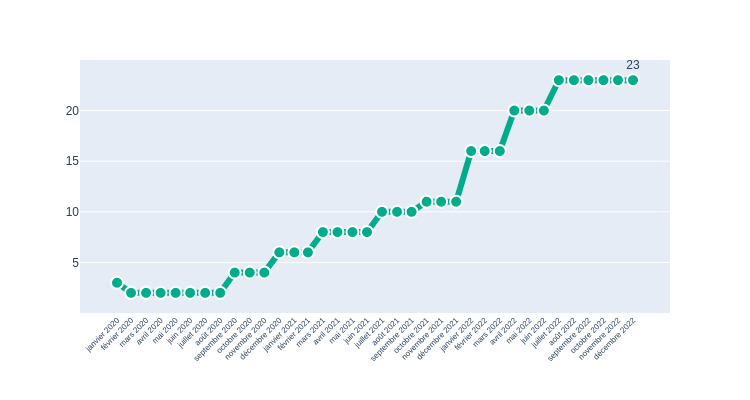 23
20
15
10
5
janvier 2020
février 2020
mars 2020
avril 2020
mai 2020
juin 2020
juillet 2020
août 2020
septembre 2020
octobre 2020
novembre 2020
décembre 2020
janvier 2021
février 2021
mars 2021
avril 2021
mai 2021
juin 2021
juillet 2021
août 2021
septembre 2021
octobre 2021
novembre 2021
décembre 2021
janvier 2022
février 2022
mars 2022
avril 2022
mai 2022
juin 2022
juillet 2022
août 2022
septembre 2022
octobre 2022
novembre 2022
décembre 2022